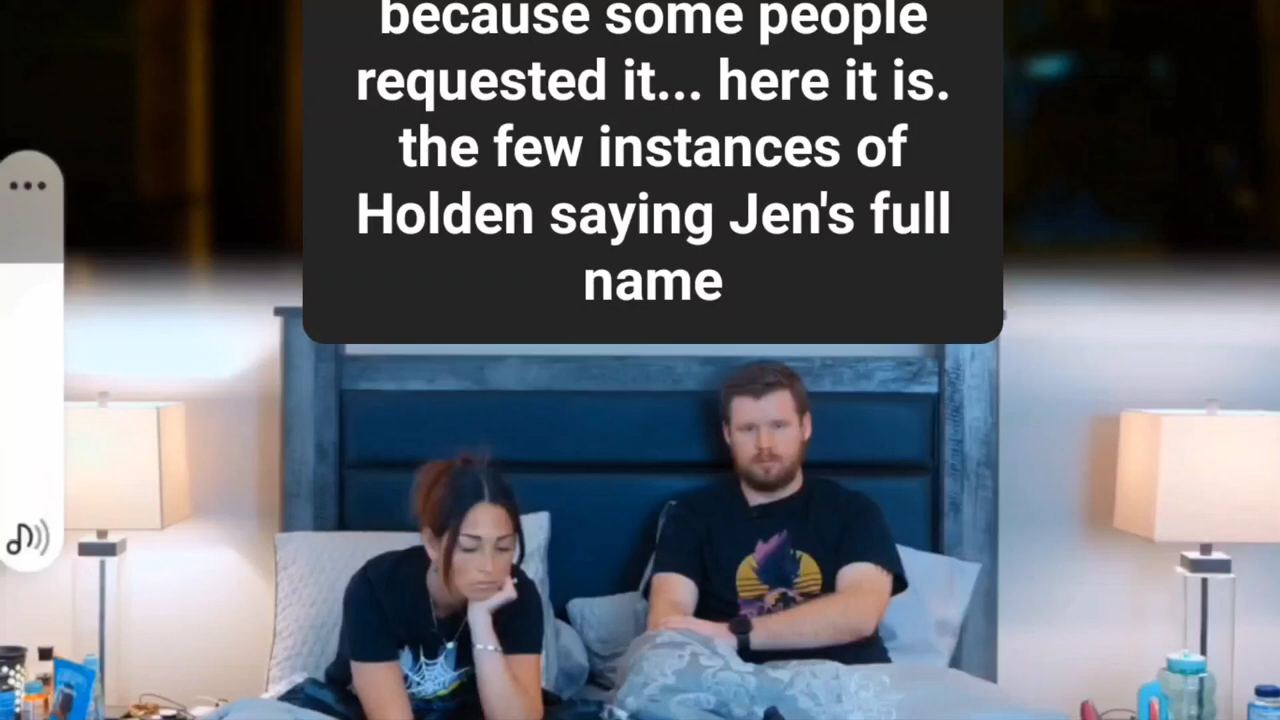 because some people
requested it... here it is.
the few instances of
Holden saying Jen's full
name